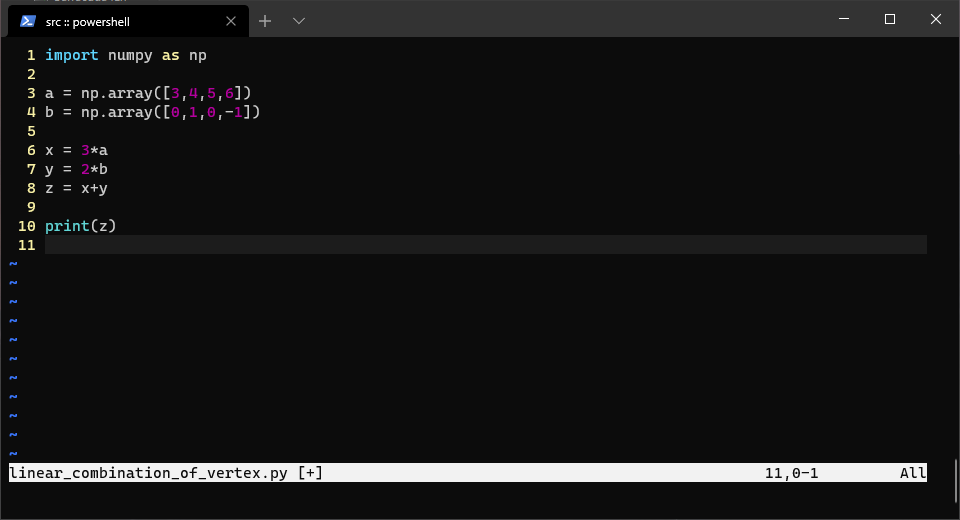 src :: powershell
1 import numpy as np
2
3 a = np.array([3,4,5,6])
4 b = np.array([0,1,0,-1])
5
6 x = 3*a
7 y = 2*b
8 z = x+y
9
10 print(z)
11
~
~
~
~
~
~
~
~
~
~
~
linear_combination_of_vertex.py [+] 11,0-1 All